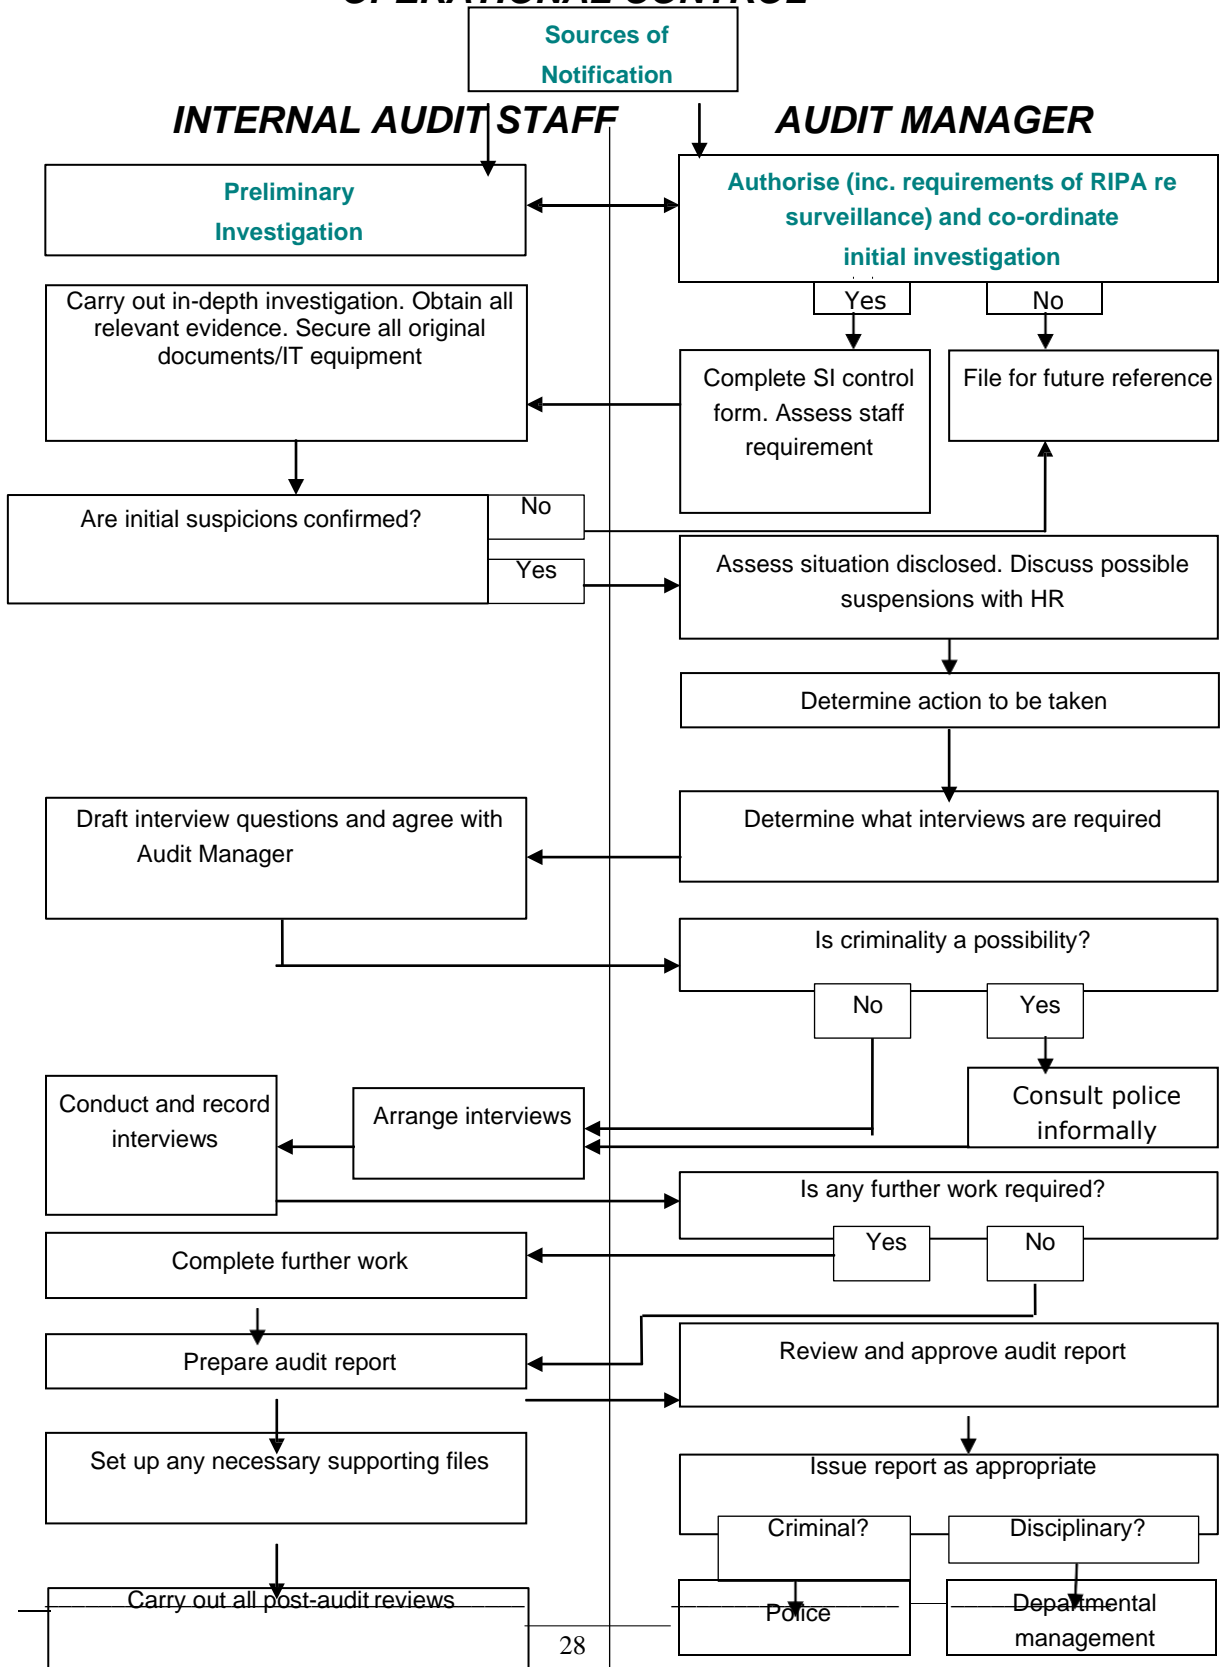 OPERATIONAL CONTROL
Sources of
Notification
INTERNAL AUDIT STAFF
AUDIT MANAGER
Preliminary
Investigation
Authorise (inc. requirements of RIPA re
surveillance) and co-ordinate
initial investigation
Yes
No
Carry out in-depth investigation. Obtain all
relevant evidence. Secure all original
documents/IT equipment
Complete SI control
form. Assess staff
requirement
File for future reference
Are initial suspicions confirmed?
No
Yes
Assess situation disclosed. Discuss possible
suspensions with HR
Determine action to be taken
Determine what interviews are required
Draft interview questions and agree with
Audit Manager
Is criminality a possibility?
No
Yes
Consult police
informally
Arrange interviews
Conduct and record
interviews
Is any further work required?
Yes
No
Complete further work
Prepare audit report
Review and approve audit report
Set up any necessary supporting files
Issue report as appropriate
Criminal?
Disciplinary?
Carry out all post-audit reviews
Police
Departmental
management
28